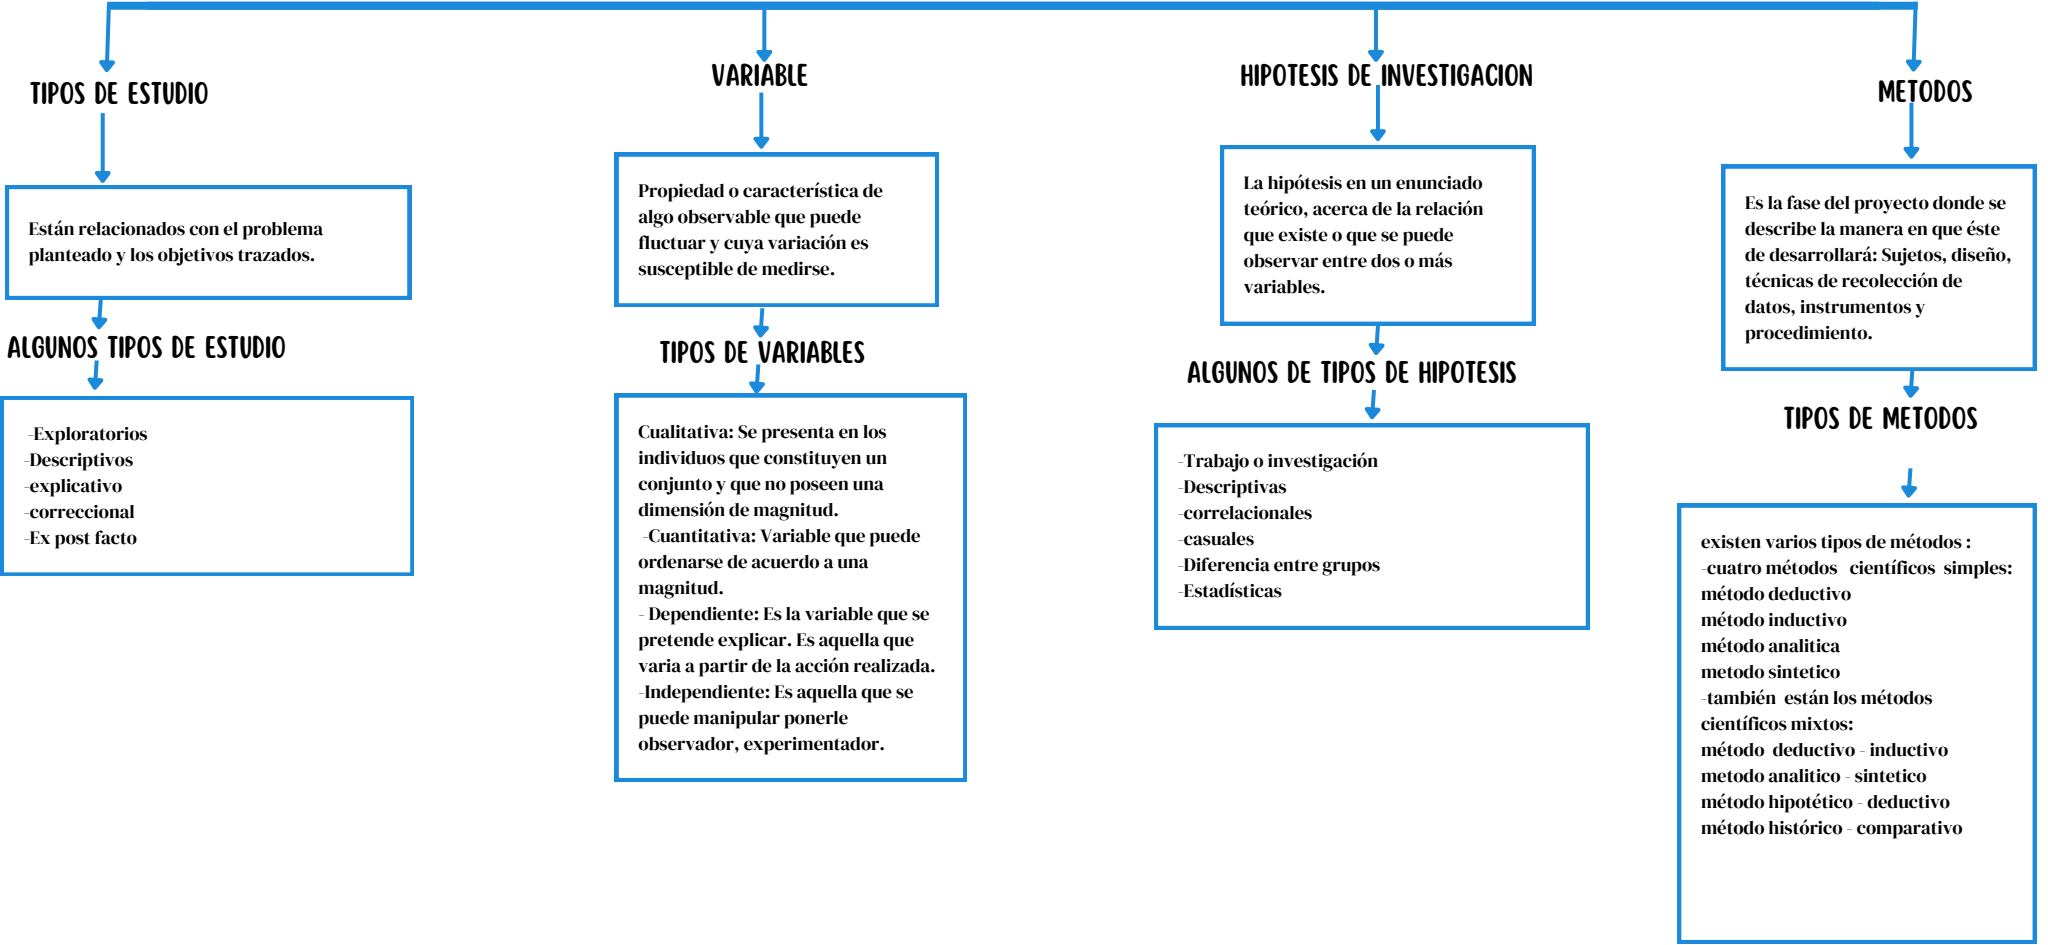 TIPOS DE ESTUDIO
Están relacionados con el problema
planteado y los objetivos trazados.
ALGUNOS TIPOS DE ESTUDIO
-Exploratorios
-Descriptivos
-explicativo
-correccional
-Ex post facto
VARIABLE
Propiedad o característica de
algo observable que puede
fluctuar y cuya variación es
susceptible de medirse.
TIPOS DE VARIABLES
Cualitativa: Se presenta en los
individuos que constituyen un
conjunto y que no poseen una
dimensión de magnitud.
-Cuantitativa: Variable que puede
ordenarse de acuerdo a una
magnitud.
- Dependiente: Es la variable que se
pretende explicar. Es aquella que
varia a partir de la acción realizada.
-Independiente: Es aquella que se
puede manipular ponerle
observador, experimentador.
HIPOTESIS DE INVESTIGACION
La hipótesis en un enunciado
teórico, acerca de la relación
que existe o que se puede
observar entre dos o más
variables.
ALGUNOS DE TIPOS DE HIPOTESIS
-Trabajo o investigación
-Descriptivas
-correlacionales
-casuales
-Diferencia entre grupos
-Estadísticas
METODOS
Es la fase del proyecto donde se
describe la manera en que éste
de desarrollará: Sujetos, diseño,
técnicas de recolección de
datos, instrumentos y
procedimiento.
TIPOS DE METODOS
existen varios tipos de métodos :
-cuatro métodos científicos simples:
método deductivo
método inductivo
método analitica
metodo sintetico
-también están los métodos
científicos mixtos:
método deductivo - inductivo
metodo analitico - sintetico
método hipotético - deductivo
método histórico - comparativo